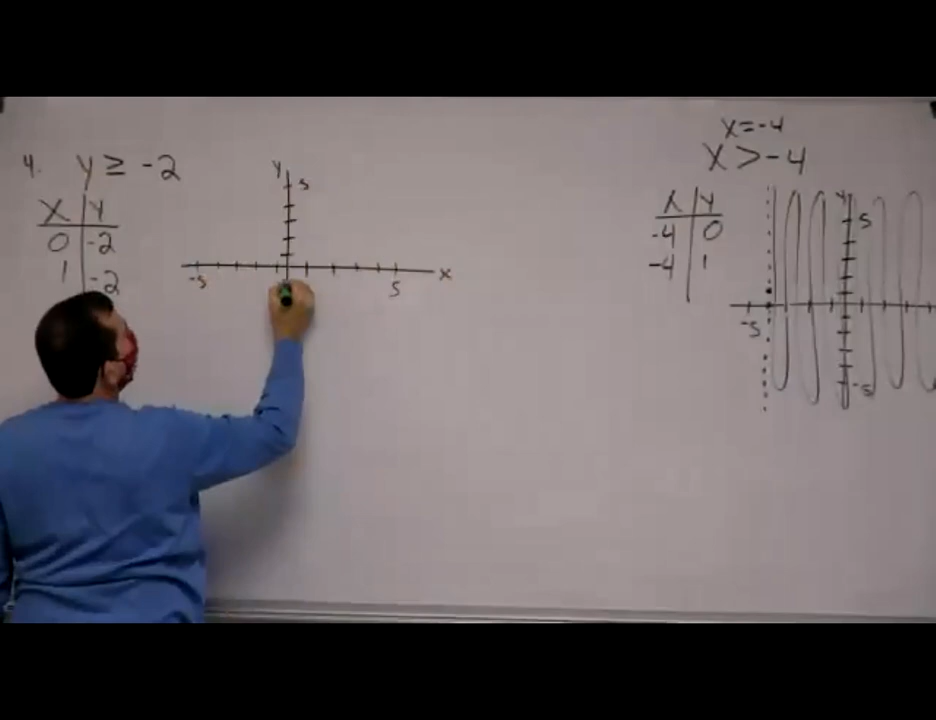 4. y ≥ -2
x y
0 -2
1 -2
y
5
-5 5 x
x=-4
x > -4
x y
-4 0
-4 1
y
5
-5
-5